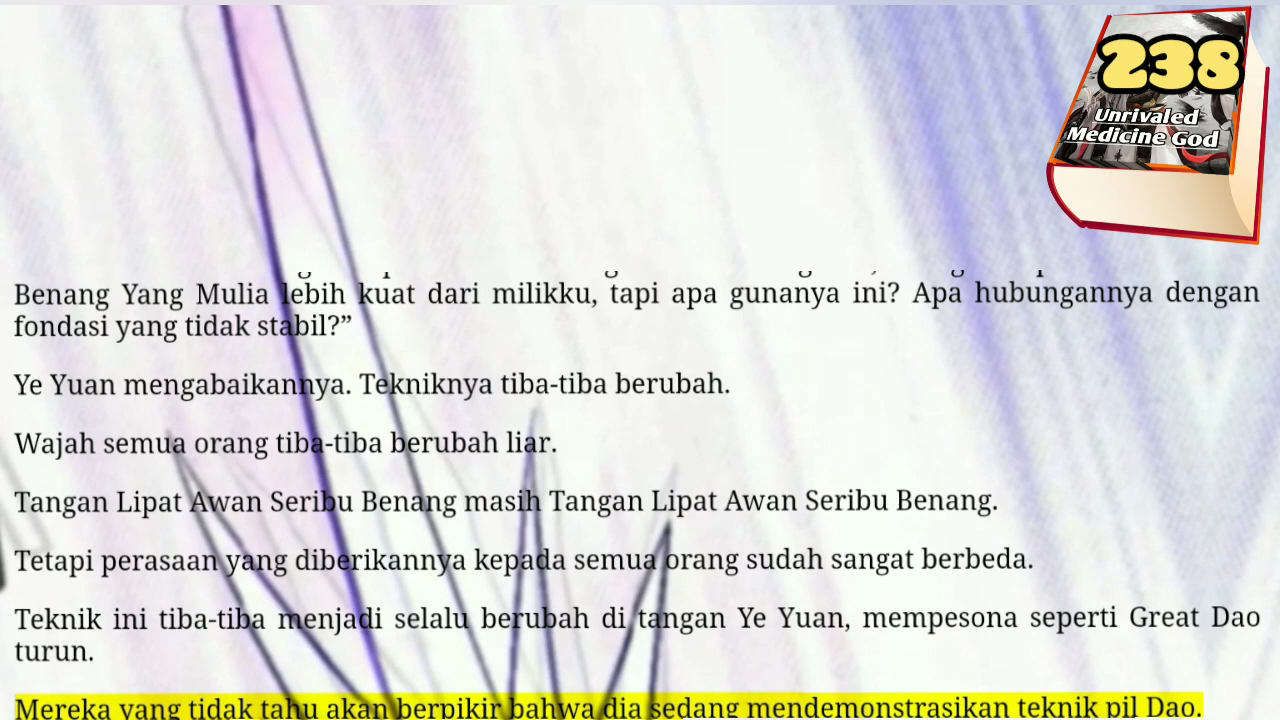 238
Unrivaled
Medicine God
Benang Yang Mulia lebih kuat dari milikku, tapi apa gunanya ini? Apa hubungannya dengan
fondasi yang tidak stabil?”
Ye Yuan mengabaikannya. Tekniknya tiba-tiba berubah.
Wajah semua orang tiba-tiba berubah liar.
Tangan Lipat Awan Seribu Benang masih Tangan Lipat Awan Seribu Benang.
Tetapi perasaan yang diberikannya kepada semua orang sudah sangat berbeda.
Teknik ini tiba-tiba menjadi selalu berubah di tangan Ye Yuan, mempesona seperti Great Dao
turun.
Mereka yang tidak tahu akan berpikir bahwa dia sedang mendemonstrasikan teknik pil Dao.